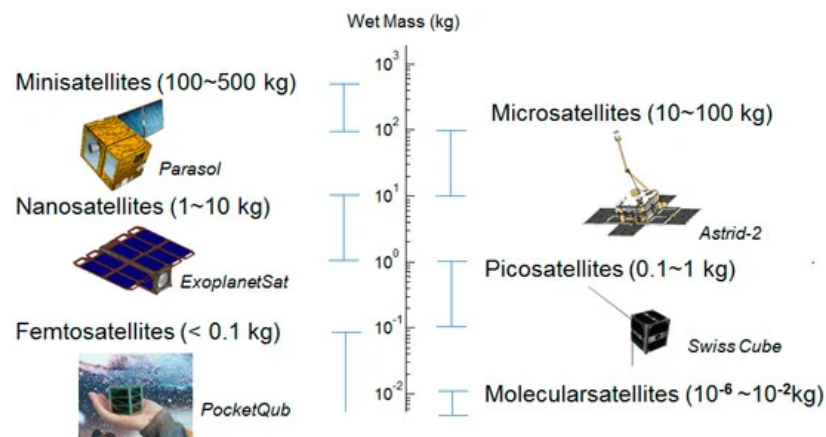 Wet Mass (kg)
10³
Minisatellites (100~500 kg)
10²
Microsatellites (10~100 kg)
Parasol
10¹
Nanosatellites (1~10 kg)
Astrid-2
10⁰
Picosatellites (0.1~1 kg)
ExoplanetSat
10⁻¹
Femtosatellites (< 0.1 kg)
Swiss Cube
10⁻²
Molecularsatellites (10⁻⁶ ~10⁻²kg)
PocketQub